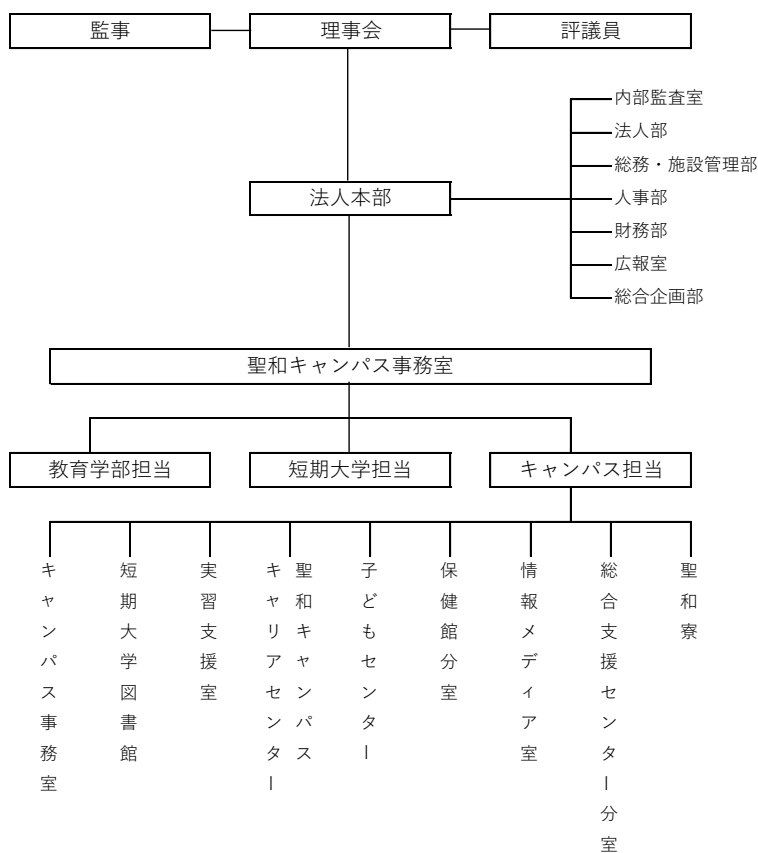 監事
理事会
評議員
内部監査室
法人部
総務・施設管理部
法人本部
人事部
財務部
広報室
総合企画部
聖和キャンパス事務室
教育学部担当
短期大学担当
キャンパス担当
キャンパス事務室
短期大学図書館
実習支援室
聖和キャンパス
キャリアセンター
子どもセンター
保健館分室
情報メディア室
総合支援センター分室
聖和寮